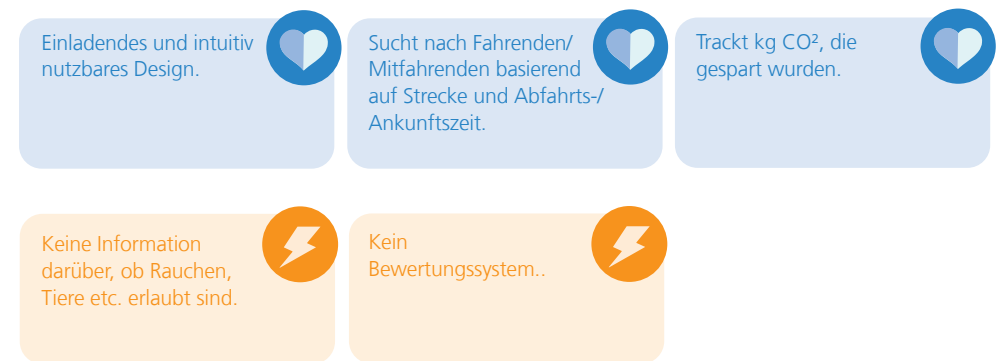 Einladendes und intuitiv
nutzbares Design.
Sucht nach Fahrenden/
Mitfahrenden basierend
auf Strecke und Abfahrts-/
Ankunftszeit.
Trackt kg CO², die
gespart wurden.
Keine Information
darüber, ob Rauchen,
Tiere etc. erlaubt sind.
Kein
Bewertungssystem..